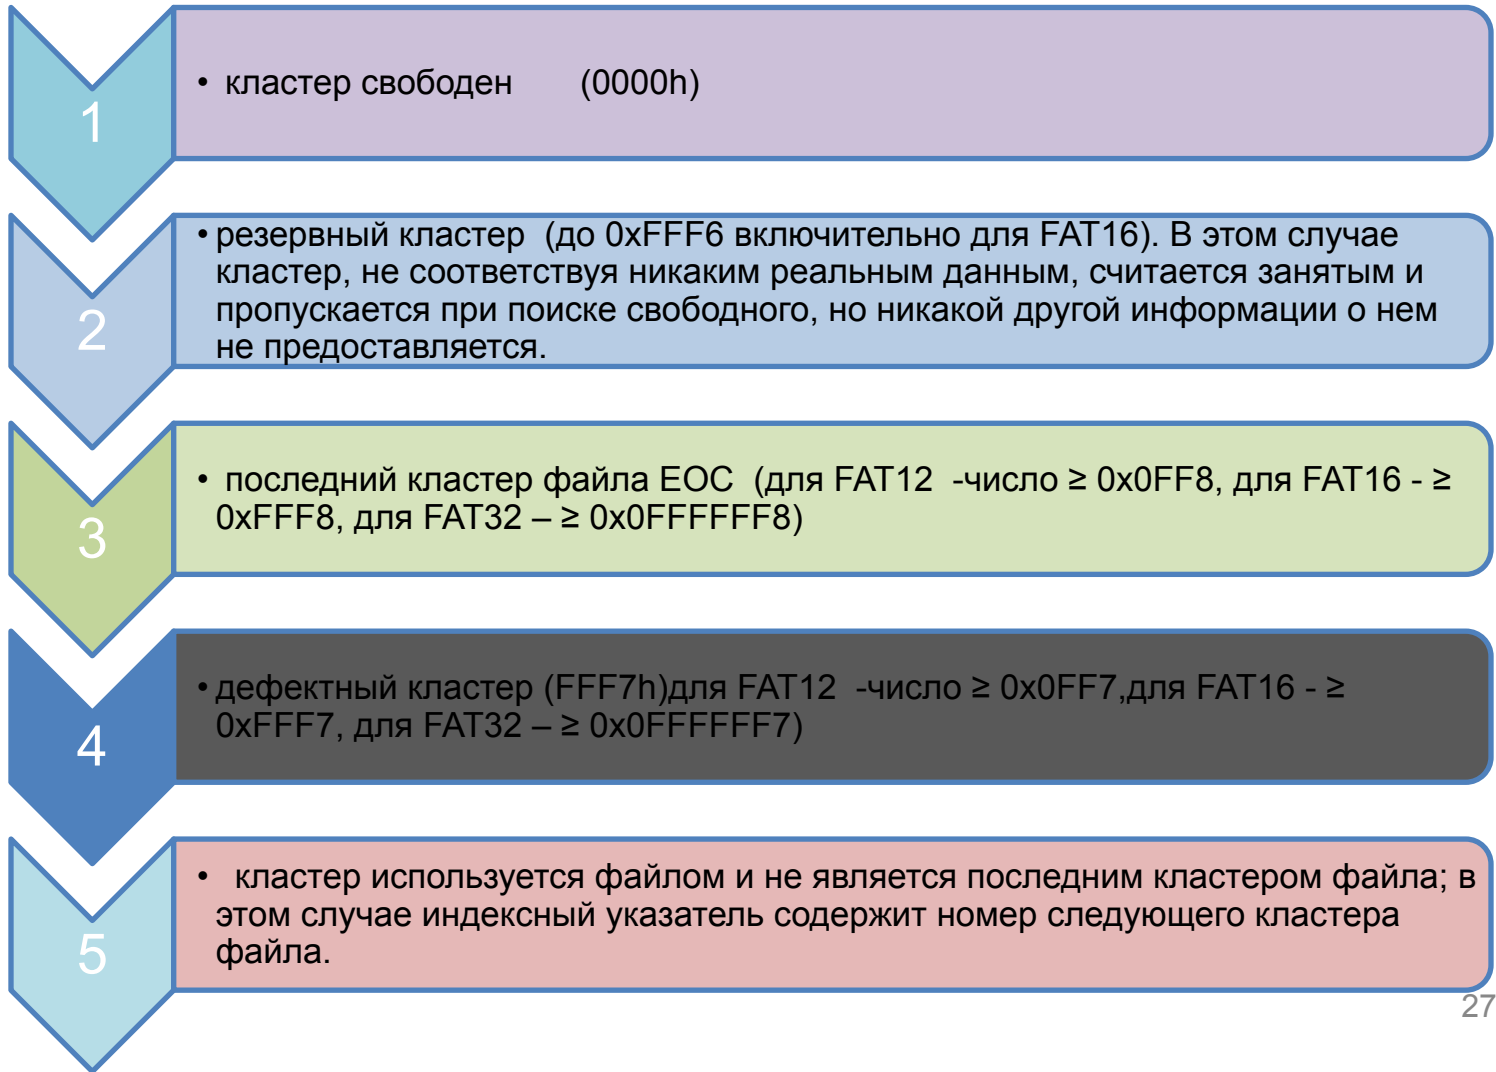 1
• кластер свободен (0000h)
2
• резервный кластер (до 0xFFF6 включительно для FAT16). В этом случае
кластер, не соответствуя никаким реальным данным, считается занятым и
пропускается при поиске свободного, но никакой другой информации о нем
не предоставляется.
3
• последний кластер файла EOC (для FAT12 -число ≥ 0x0FF8, для FAT16 - ≥
0xFFF8, для FAT32 – ≥ 0x0FFFFFF8)
4
• дефектный кластер (FFF7h)для FAT12 -число ≥ 0x0FF7,для FAT16 - ≥
0xFFF7, для FAT32 – ≥ 0x0FFFFFF7)
5
• кластер используется файлом и не является последним кластером файла; в
этом случае индексный указатель содержит номер следующего кластера
файла.
27